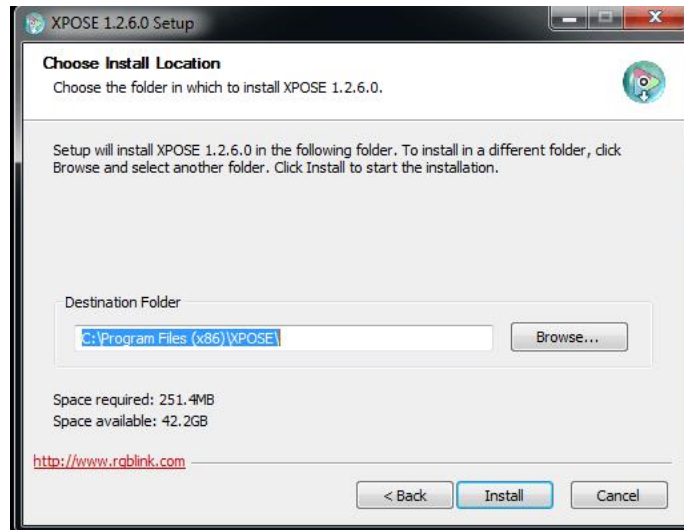 XPOSE 1.2.6.0 Setup
Choose Install Location
Choose the folder in which to install XPOSE 1.2.6.0.
Setup will install XPOSE 1.2.6.0 in the following folder. To install in a different folder, click
Browse and select another folder. Click Install to start the installation.
Destination Folder
C:\Program Files (x86)\XPOSE\
Browse...
Space required: 251.4MB
Space available: 42.2GB
http://www.rgblink.com
< Back
Install
Cancel